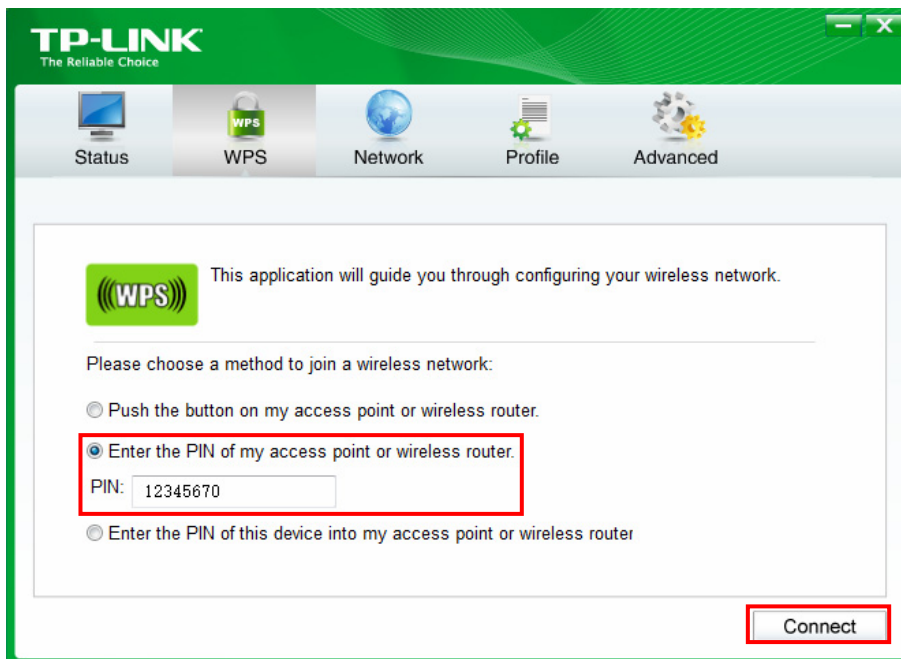 TP-LINK
The Reliable Choice
WPS
Status WPS Network Profile Advanced
(((WPS))) This application will guide you through configuring your wireless network.
Please choose a method to join a wireless network:
Push the button on my access point or wireless router.
Enter the PIN of my access point or wireless router.
PIN: 12345670
Enter the PIN of this device into my access point or wireless router
Connect